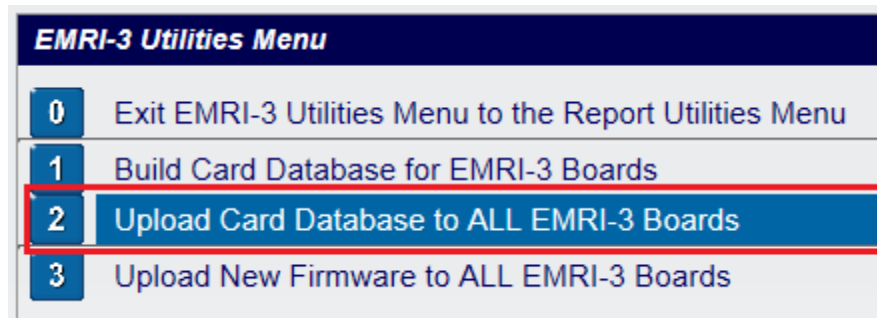 EMRI-3 Utilities Menu
0 Exit EMRI-3 Utilities Menu to the Report Utilities Menu
1 Build Card Database for EMRI-3 Boards
2 Upload Card Database to ALL EMRI-3 Boards
3 Upload New Firmware to ALL EMRI-3 Boards